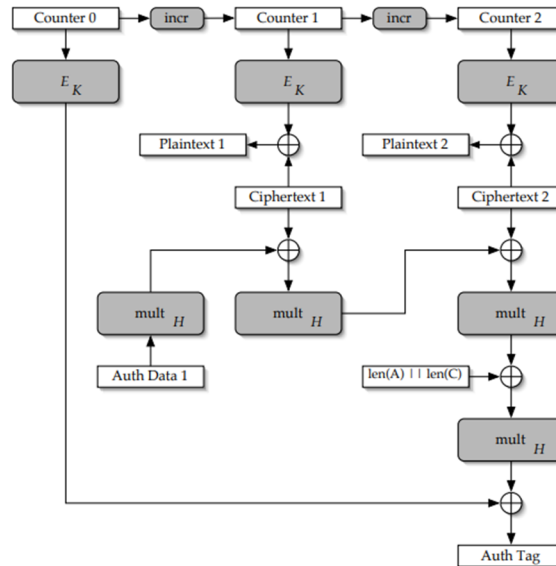 Counter 0 incr Counter 1 incr Counter 2
E K E K E K
Plaintext 1 Plaintext 2
Ciphertext 1 Ciphertext 2
mult H mult H mult H
Auth Data 1 len(A) || len(C)
mult H
Auth Tag